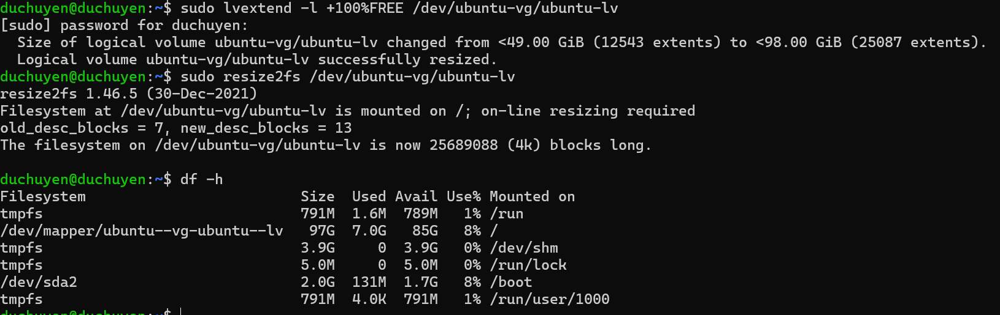 duchuyen@duchuyen:~$ sudo lvextend -l +100%FREE /dev/ubuntu-vg/ubuntu-lv
[sudo] password for duchuyen:
  Size of logical volume ubuntu-vg/ubuntu-lv changed from <49.00 GiB (12543 extents) to <98.00 GiB (25087 extents).
  Logical volume ubuntu-vg/ubuntu-lv successfully resized.
duchuyen@duchuyen:~$ sudo resize2fs /dev/ubuntu-vg/ubuntu-lv
resize2fs 1.46.5 (30-Dec-2021)
Filesystem at /dev/ubuntu-vg/ubuntu-lv is mounted on /; on-line resizing required
old_desc_blocks = 7, new_desc_blocks = 13
The filesystem on /dev/ubuntu-vg/ubuntu-lv is now 25689088 (4k) blocks long.

duchuyen@duchuyen:~$ df -h
Filesystem                         Size  Used Avail Use% Mounted on
tmpfs                              791M  1.6M  789M   1% /run
/dev/mapper/ubuntu--vg-ubuntu--lv   97G  7.0G   85G   8% /
tmpfs                              3.9G     0  3.9G   0% /dev/shm
tmpfs                              5.0M     0  5.0M   0% /run/lock
/dev/sda2                          2.0G  131M  1.7G   8% /boot
tmpfs                              791M  4.0K  791M   1% /run/user/1000
duchuyen@duchuyen:~$